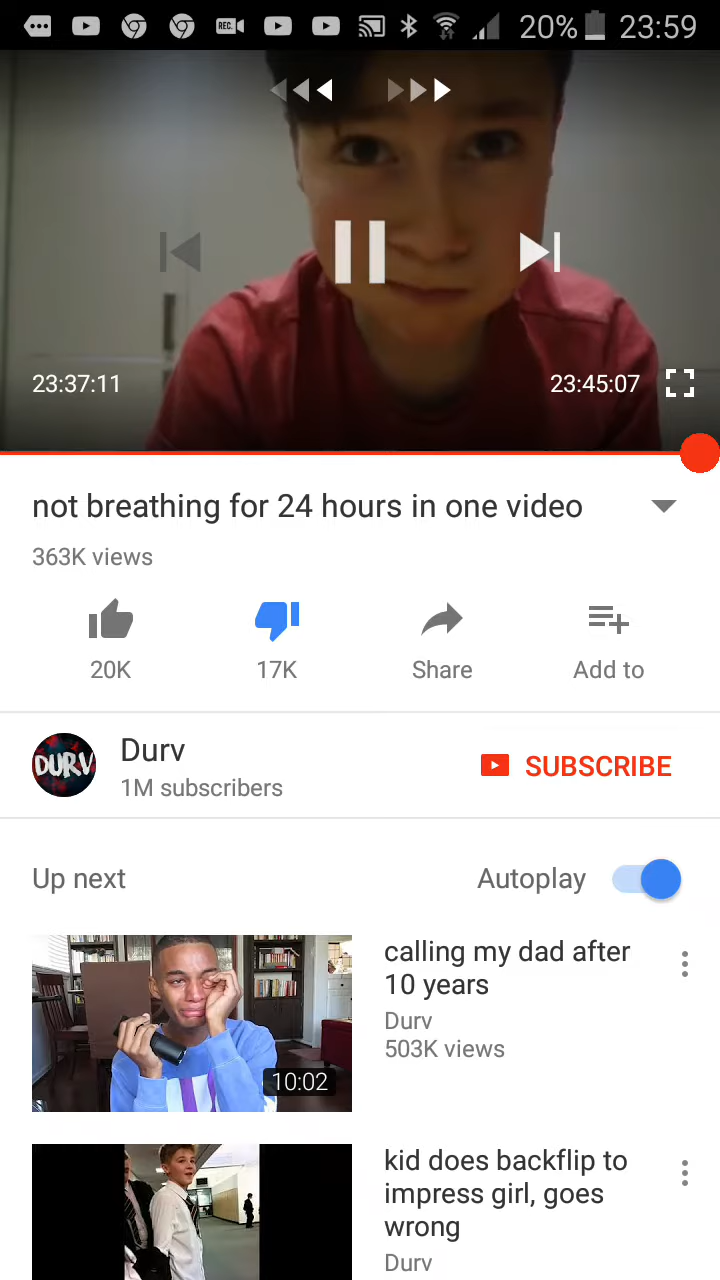 REC.
20%
23:59
23:37:11
23:45:07
not breathing for 24 hours in one video
363K views
20K
17K
Share
Add to
DURV
Durv
1M subscribers
SUBSCRIBE
Up next
Autoplay
10:02
calling my dad after
10 years
Durv
503K views
kid does backflip to
impress girl, goes
wrong
Durv